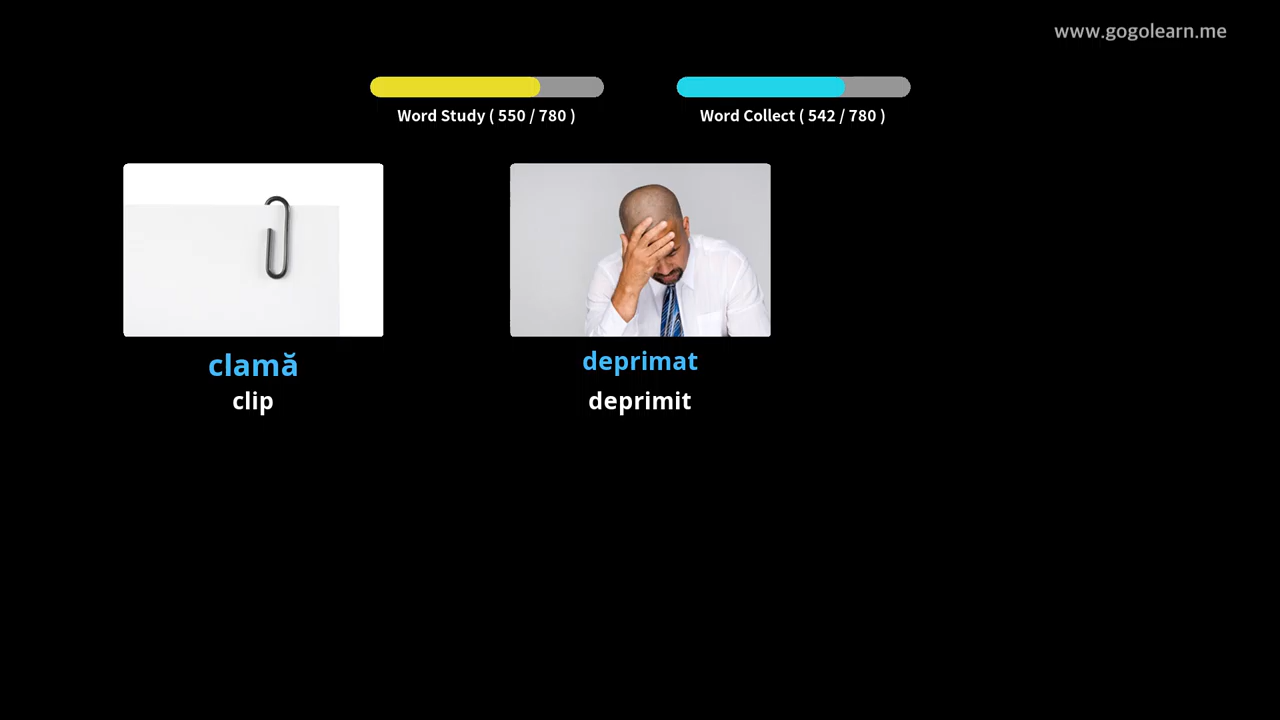 www.gogolearn.me
Word Study ( 550 / 780 )
Word Collect ( 542 / 780 )
clamă
clip
deprimat
deprimit